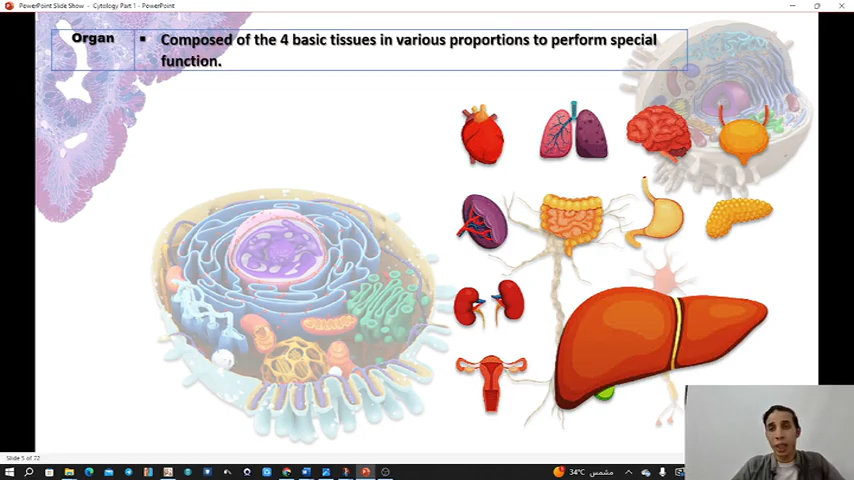 PowerPoint Slide Show - Cytology Part 1 - PowerPoint
Organ
▪ Composed of the 4 basic tissues in various proportions to perform special
function.
Slide 5 of 72
34°C مشمس